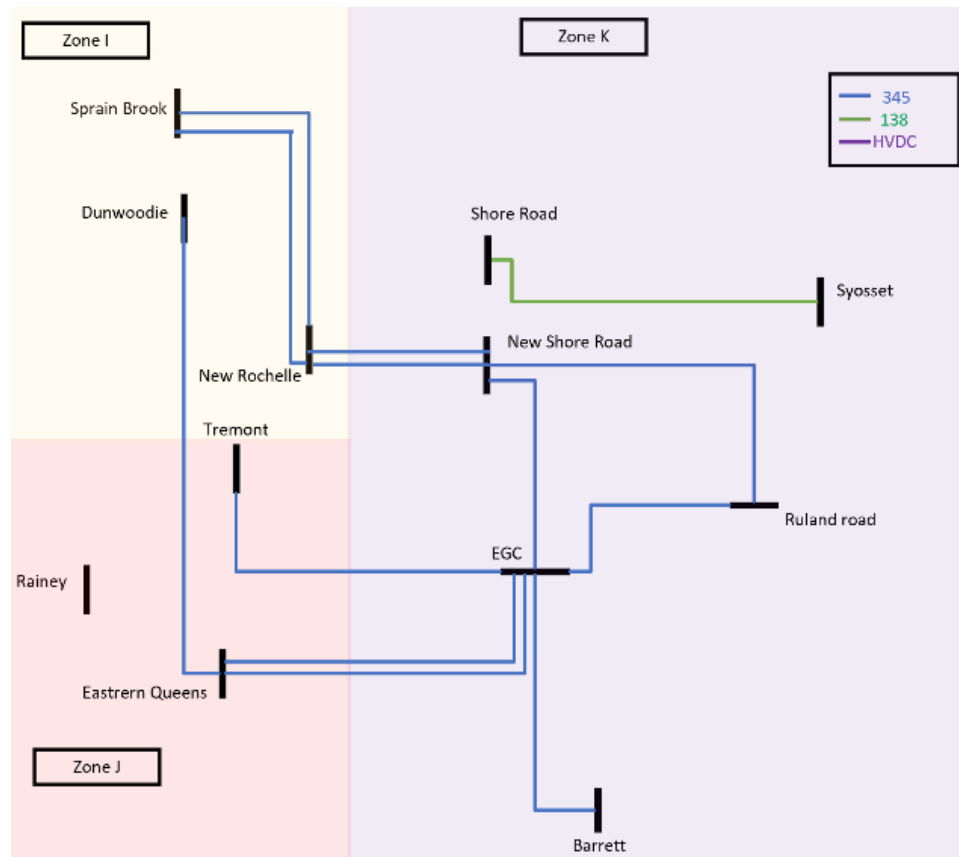 Zone I
Zone K
Sprain Brook
345
138
HVDC
Dunwoodie
Shore Road
Syosset
New Shore Road
New Rochelle
Tremont
Ruland road
EGC
Rainey
Eastrern Queens
Zone J
Barrett